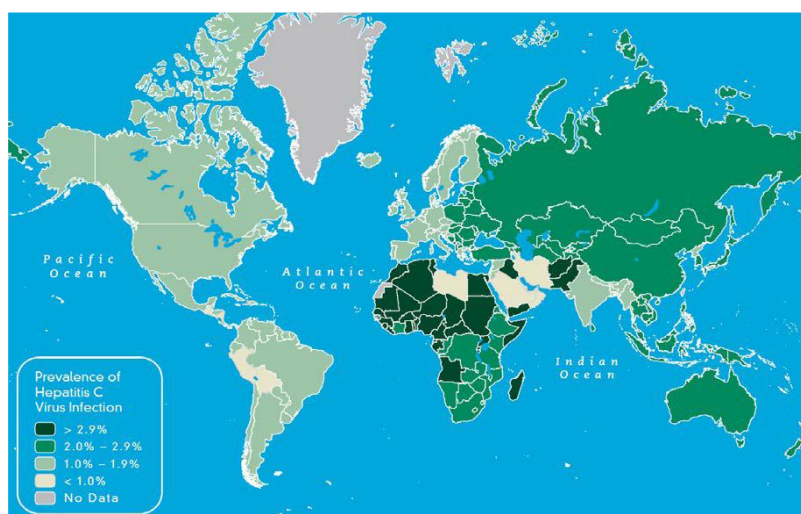 Pacific
Ocean
Atlantic
Ocean
Indian
Ocean
Prevalence of
Hepatitis C
Virus Infection
> 2.9%
2.0% – 2.9%
1.0% – 1.9%
< 1.0%
No Data